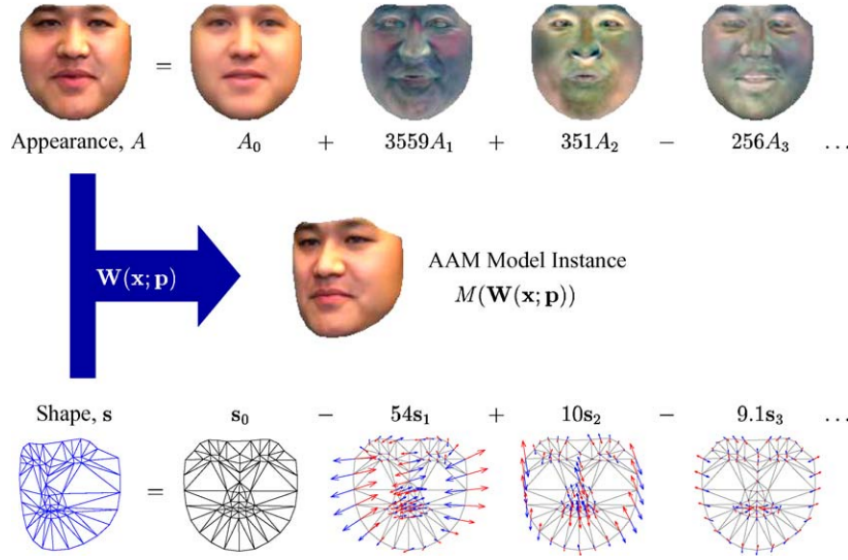 =
Appearance, A A₀ + 3559A₁ + 351A₂ − 256A₃ ...
W(x; p)
AAM Model Instance
M(W(x; p))
Shape, s s₀ − 54s₁ + 10s₂ − 9.1s₃ ...
=